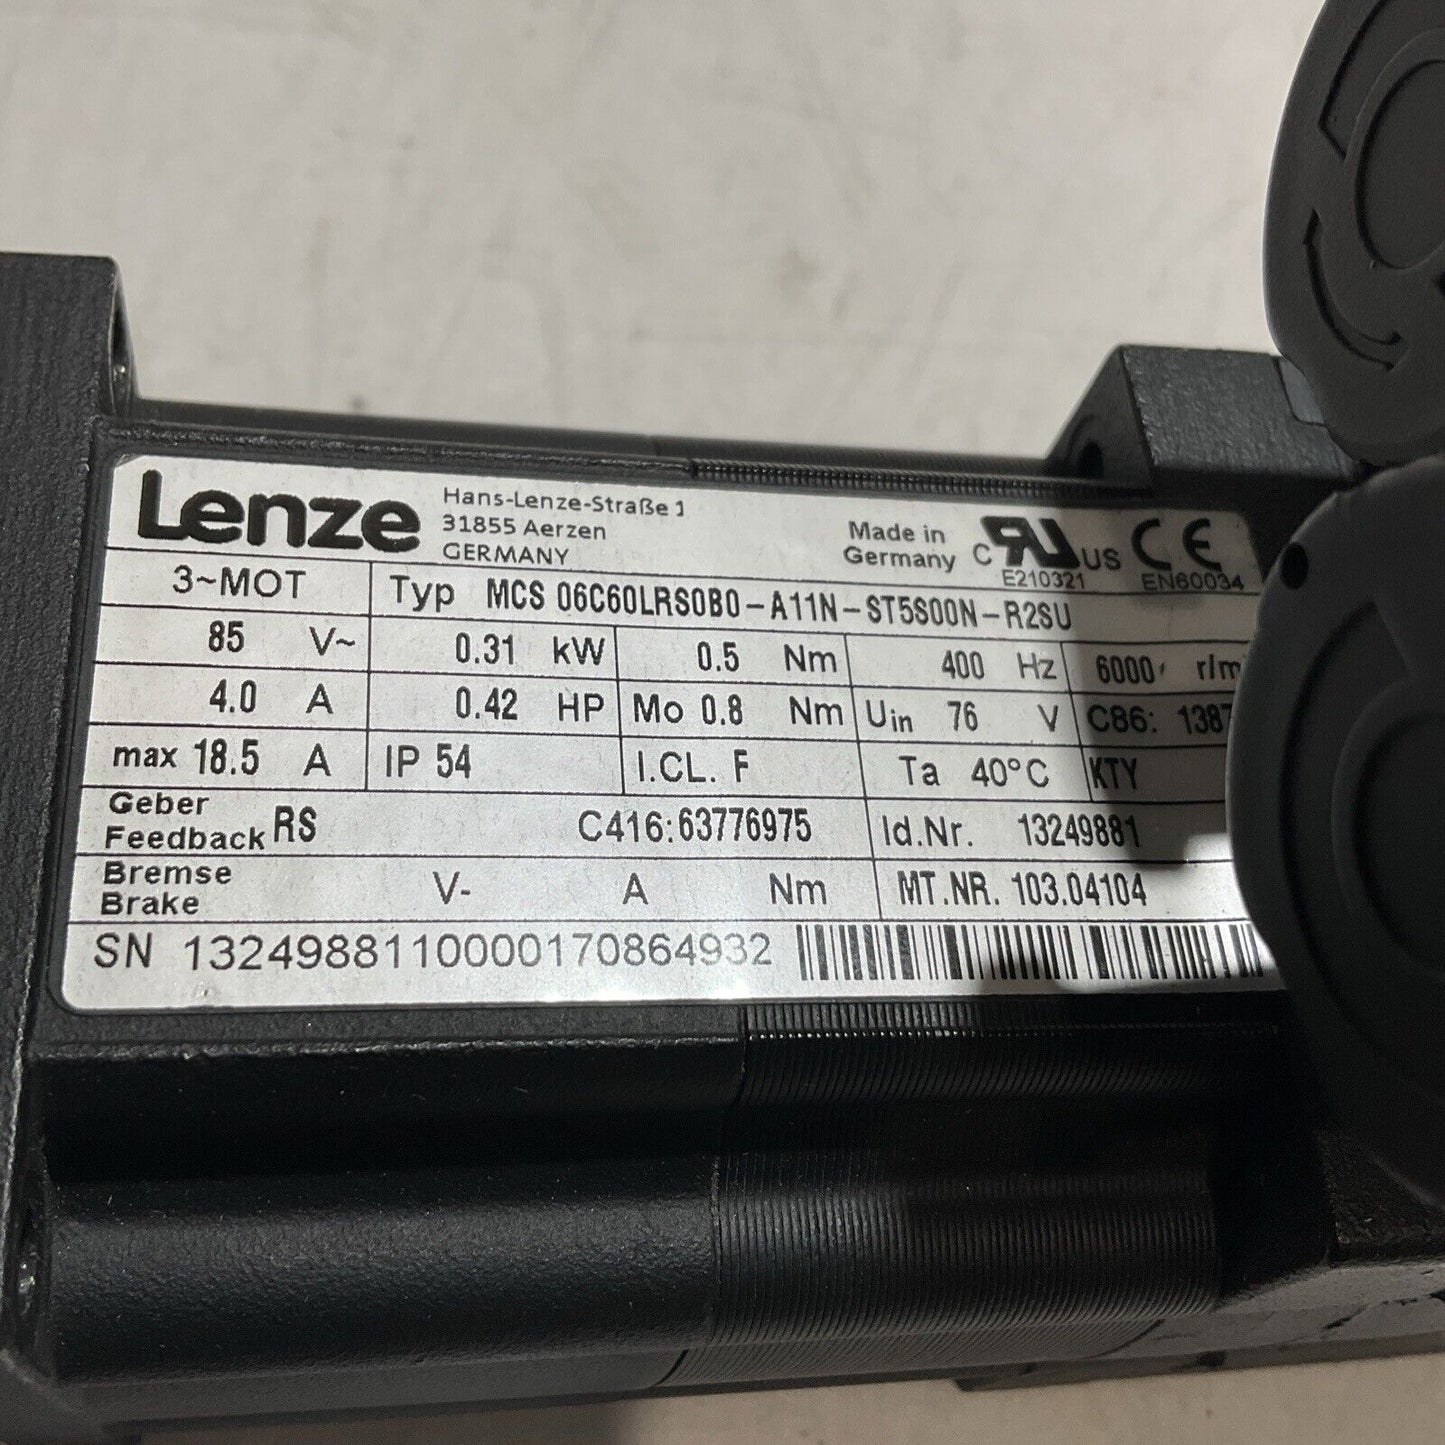 Lenze
Hans-Lenze-Straße 1
31855 Aerzen
GERMANY
Made in
Germany
C RU US
E210321
CE
EN60034
3~MOT Typ MCS 06C60LRS0B0-A11N-ST5S00N-R2SU
85 V~ 0.31 kW 0.5 Nm 400 Hz 6000
4.0 A 0.42 HP Mo 0.8 Nm Uin 76 V C86:
max 18.5 A IP 54 I.CL. F Ta 40°C KTY
Geber
Feedback RS C416:63776975 Id.Nr. 13249881
Bremse
Brake V- A Nm MT.NR. 103.04104
SN 1324988110000170864932